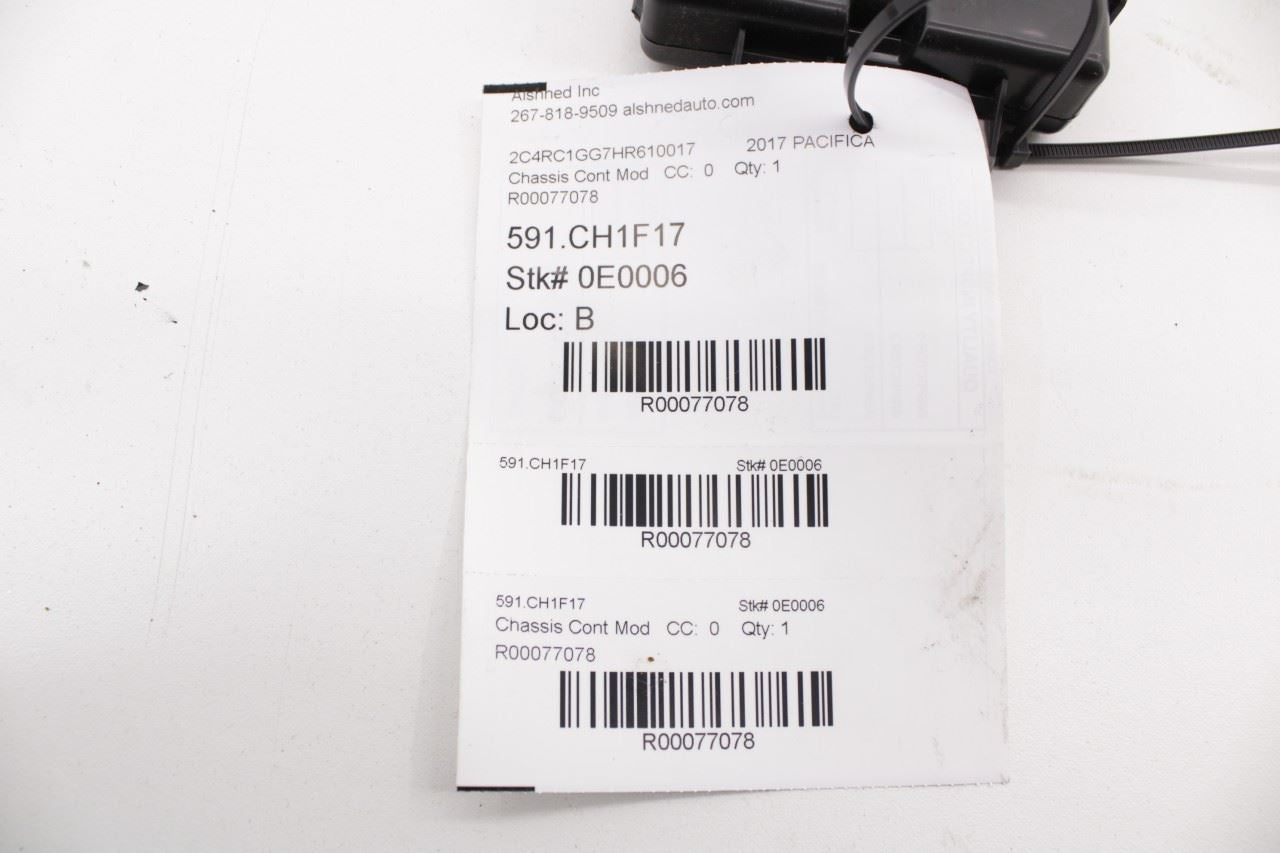 Alshned Inc
267-818-9509 alshnedauto.com
2C4RC1GG7HR610017 2017 PACIFICA
Chassis Cont Mod CC: 0 Qty: 1
R00077078
591.CH1F17
Stk# 0E0006
Loc: B
R00077078
591.CH1F17 Stk# 0E0006
R00077078
591.CH1F17 Stk# 0E0006
Chassis Cont Mod CC: 0 Qty: 1
R00077078
R00077078